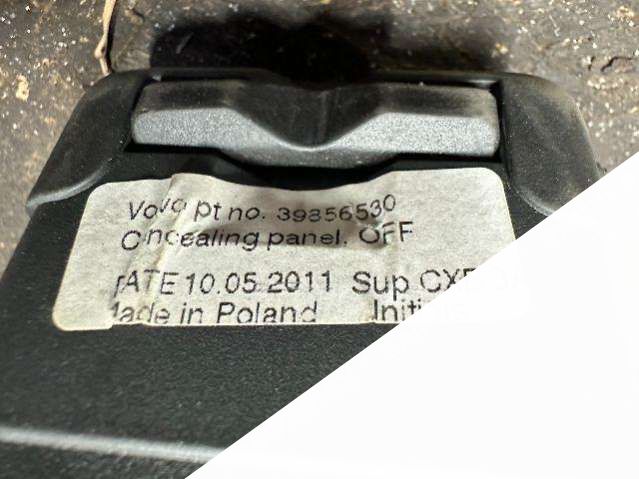 Volvo pt no. 39856530
Concealing panel, OFF
DATE 10.05.2011 Sup
Made in Poland